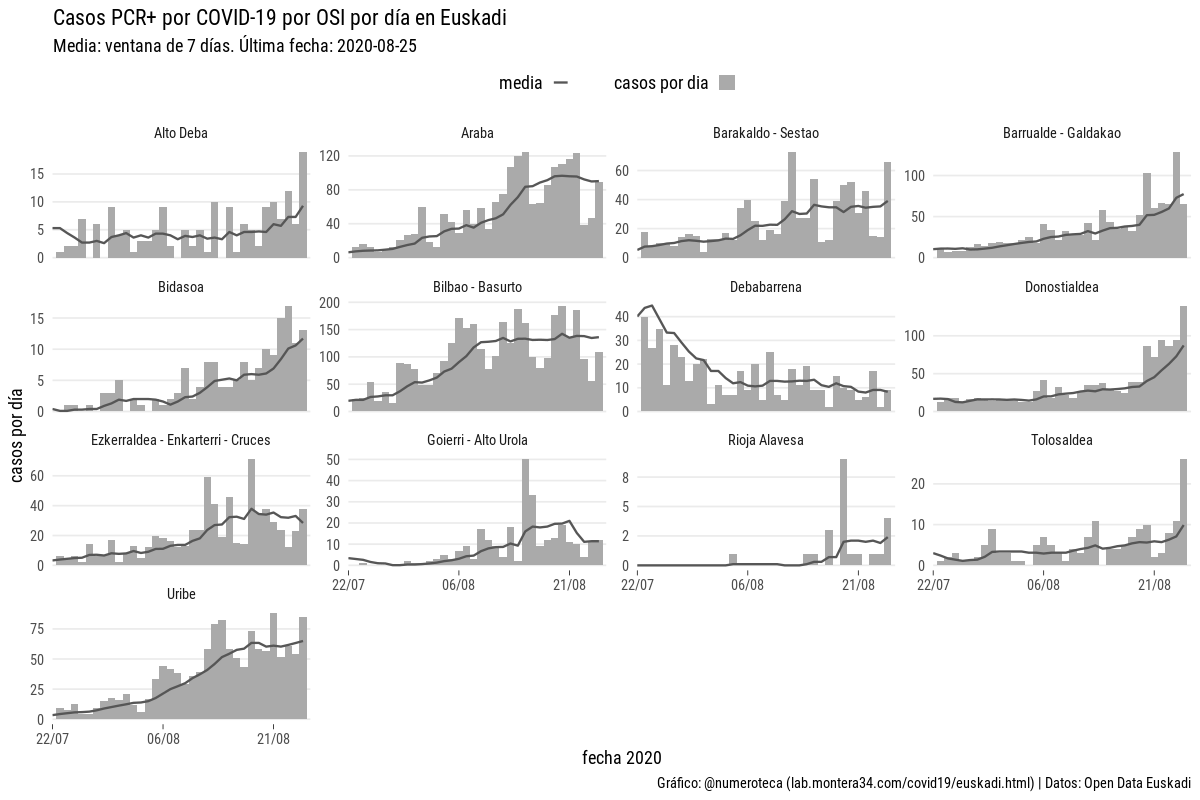 Casos PCR+ por COVID-19 por OSI por día en Euskadi
Media: ventana de 7 días. Última fecha: 2020-08-25
media casos por dia
Alto Deba Araba Barakaldo - Sestao Barrualde - Galdakao
15 10 5 0
120 80 40 0
60 40 20 0
100 50 0
Bidasoa Bilbao - Basurto Debabarrena Donostialdea
15 10 5 0
200 150 100 50 0
40 30 20 10 0
100 50 0
casos por día
Ezkerraldea - Enkarterri - Cruces Goierri - Alto Urola Rioja Alavesa Tolosaldea
60 40 20 0
50 40 30 20 10 0
8 5 2 0
20 10 0
22/07 06/08 21/08 22/07 06/08 21/08 22/07 06/08 21/08
Uribe
75 50 25 0
22/07 06/08 21/08
fecha 2020
Gráfico: @numeroteca (lab.montera34.com/covid19/euskadi.html) | Datos: Open Data Euskadi